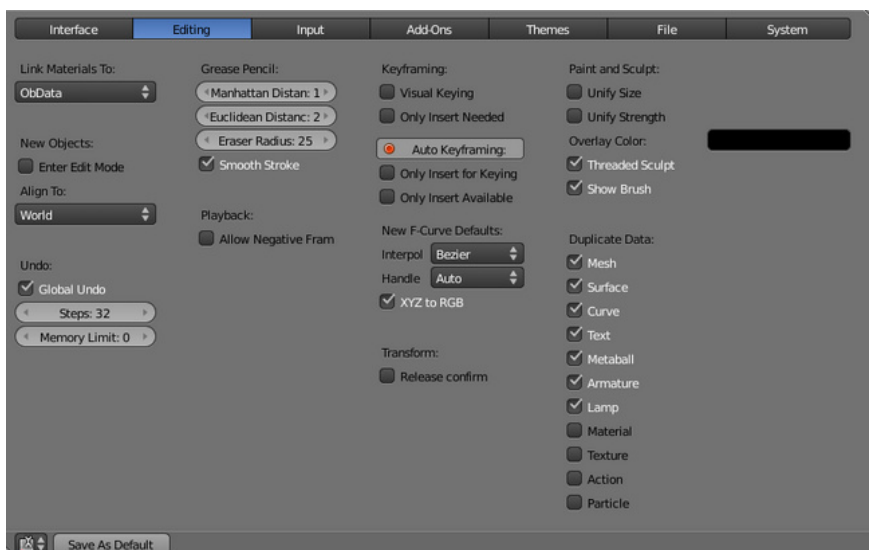 Interface Editing Input Add-Ons Themes File System
Link Materials To:
ObData
New Objects:
Enter Edit Mode
Align To:
World
Undo:
Global Undo
Steps: 32
Memory Limit: 0
Grease Pencil:
Manhattan Distan: 1
Euclidean Distanc: 2
Eraser Radius: 25
Smooth Stroke
Playback:
Allow Negative Fram
Keyframing:
Visual Keying
Only Insert Needed
Auto Keyframing:
Only Insert for Keying
Only Insert Available
New F-Curve Defaults:
Interpol Bezier
Handle Auto
XYZ to RGB
Transform:
Release confirm
Paint and Sculpt:
Unify Size
Unify Strength
Overlay Color:
Threaded Sculpt
Show Brush
Duplicate Data:
Mesh
Surface
Curve
Text
Metaball
Armature
Lamp
Material
Texture
Action
Particle
Save As Default